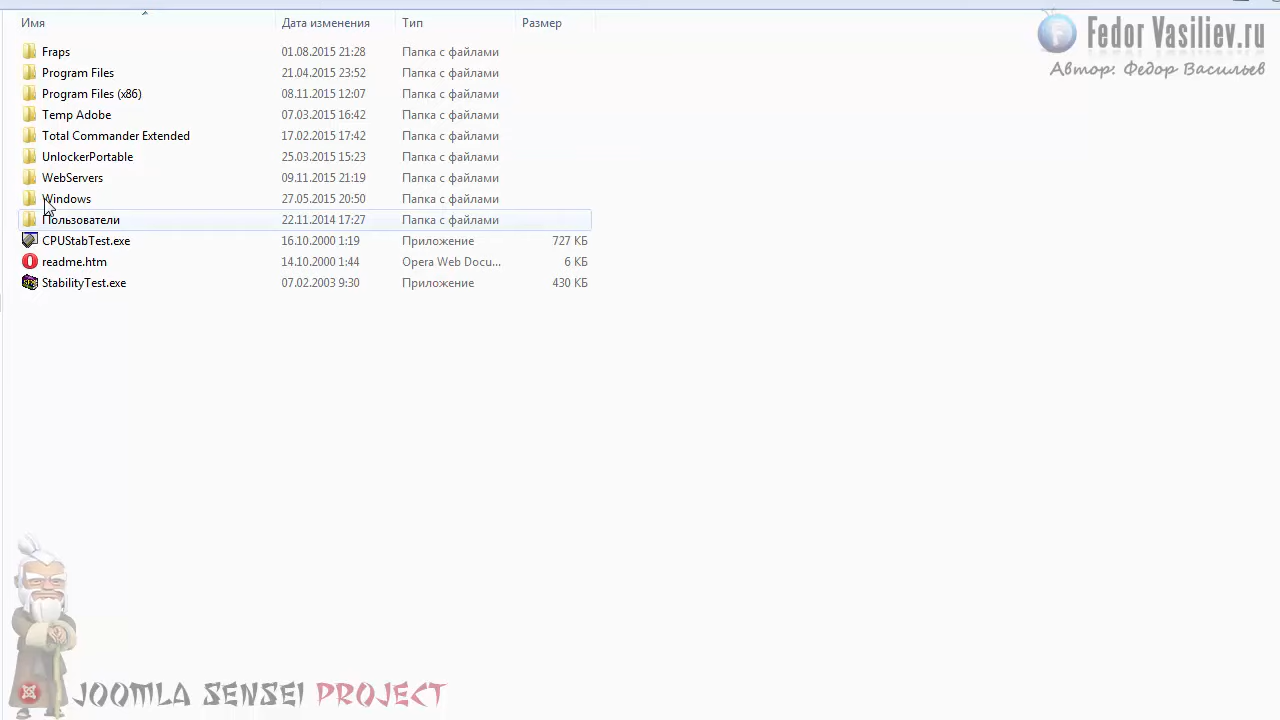 Имя Дата изменения Тип Размер
Fraps 01.08.2015 21:28 Папка с файлами
Program Files 21.04.2015 23:52 Папка с файлами
Program Files (x86) 08.11.2015 12:07 Папка с файлами
Temp Adobe 07.03.2015 16:42 Папка с файлами
Total Commander Extended 17.02.2015 17:42 Папка с файлами
UnlockerPortable 25.03.2015 15:23 Папка с файлами
WebServers 09.11.2015 21:19 Папка с файлами
Windows 27.05.2015 20:50 Папка с файлами
Пользователи 22.11.2014 17:27 Папка с файлами
CPUStabTest.exe 16.10.2000 1:19 Приложение 727 КБ
readme.htm 14.10.2000 1:44 Opera Web Docu... 6 КБ
StabilityTest.exe 07.02.2003 9:30 Приложение 430 КБ
Fedor Vasiliev.ru
Автор: Федор Васильев
JOOMLA SENSEI PROJECT